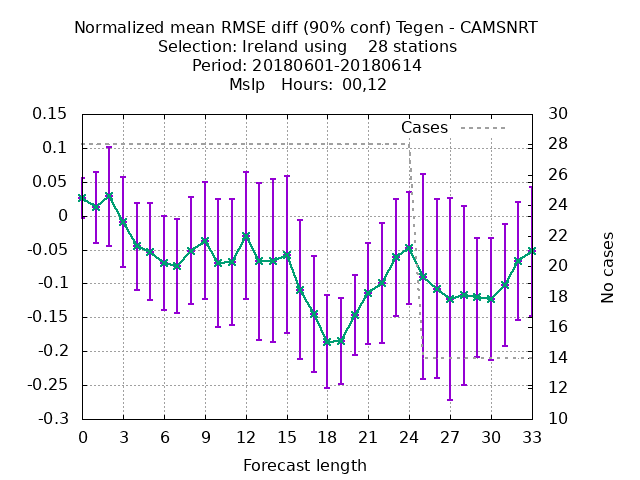 Normalized mean RMSE diff (90% conf) Tegen - CAMSNRT
Selection: Ireland using    28 stations
Period: 20180601-20180614
Mslp   Hours: 00,12
Cases
0.15
0.1
0.05
0
-0.05
-0.1
-0.15
-0.2
-0.25
-0.3
30
28
26
24
22
20
18
16
14
12
10
No cases
0 3 6 9 12 15 18 21 24 27 30 33
Forecast length